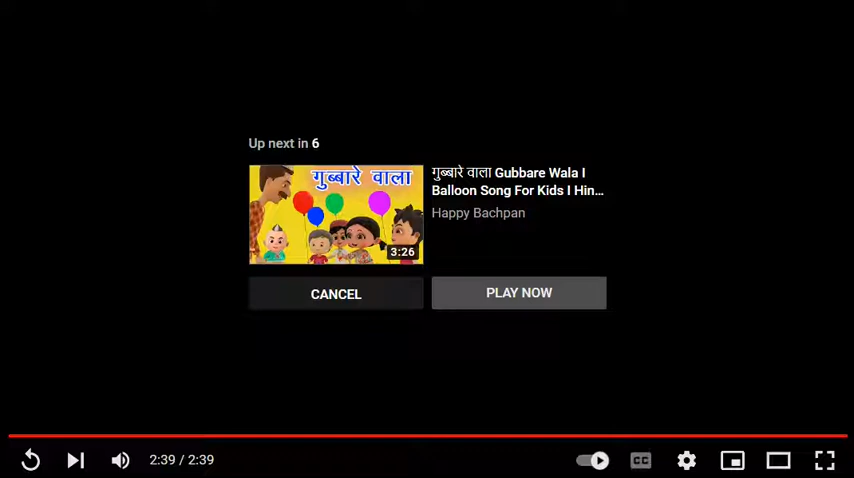 Up next in 6
गुब्बारे वाला
3:26
गुब्बारे वाला Gubbare Wala I
Balloon Song For Kids I Hin...
Happy Bachpan
CANCEL
PLAY NOW
2:39 / 2:39
CC